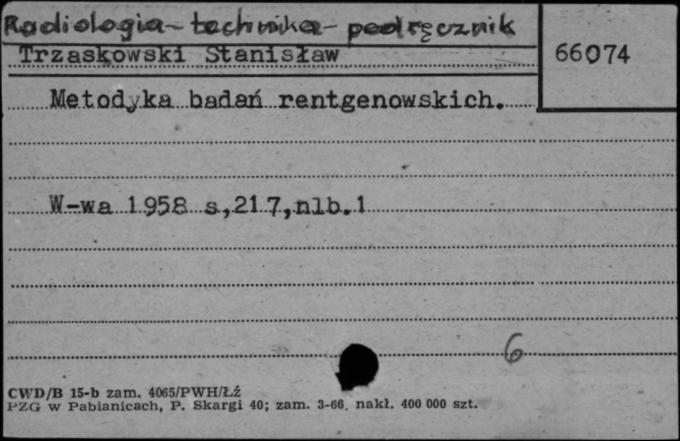 Radiologia - technika - podręcznik
Trzaskowski Stanisław
66074
Metodyka badań rentgenowskich.
W-wa 1958 s,217,nlb.1
6
CWD/B 15-b zam. 4065/PWH/Łź
PZG w Pabianicach, P. Skargi 40; zam. 3-66. nakł. 400 000 szt.